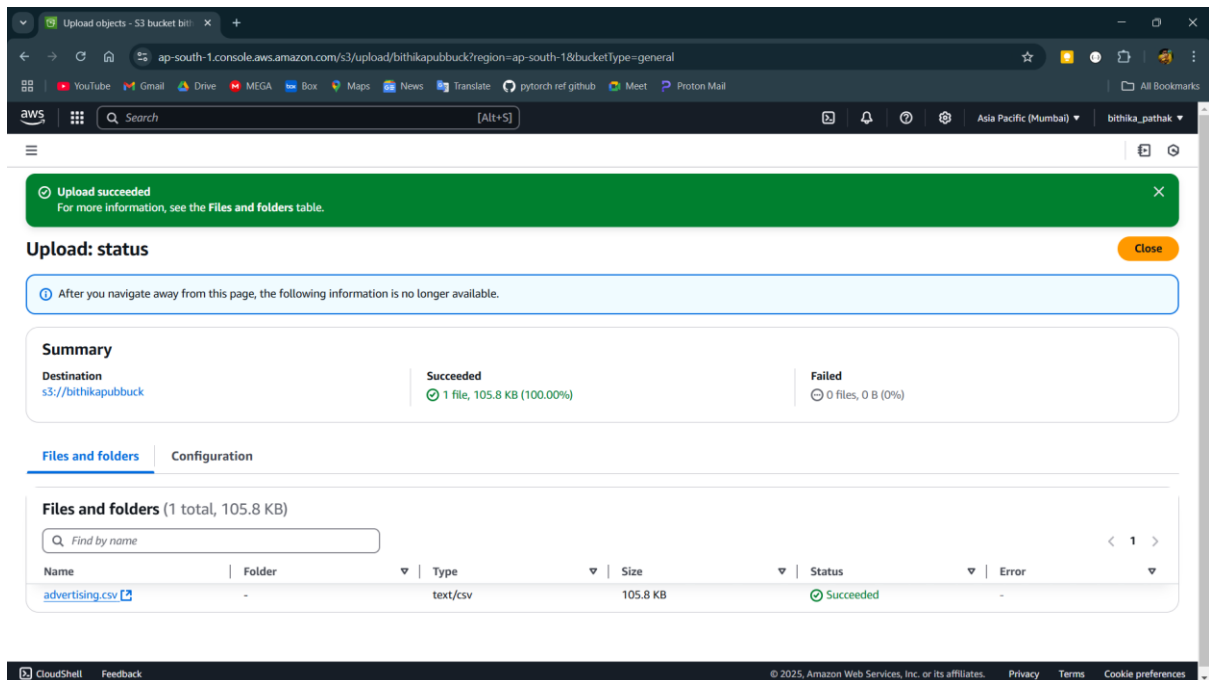 Upload objects - S3 bucket bith
ap-south-1.console.aws.amazon.com/s3/upload/bithikapubbuck?region=ap-south-1&bucketType=general
YouTube Gmail Drive MEGA box Box Maps GE News Translate pytorch ref github Meet Proton Mail All Bookmarks
aws Search [Alt+S] Asia Pacific (Mumbai) bithika_pathak
Upload succeeded
For more information, see the Files and folders table.
Upload: status
Close
After you navigate away from this page, the following information is no longer available.
Summary
Destination Succeeded Failed
s3://bithikapubbuck 1 file, 105.8 KB (100.00%) 0 files, 0 B (0%)
Files and folders Configuration
Files and folders (1 total, 105.8 KB)
Find by name 1
Name Folder Type Size Status Error
advertising.csv - text/csv 105.8 KB Succeeded -
CloudShell Feedback © 2025, Amazon Web Services, Inc. or its affiliates. Privacy Terms Cookie preferences